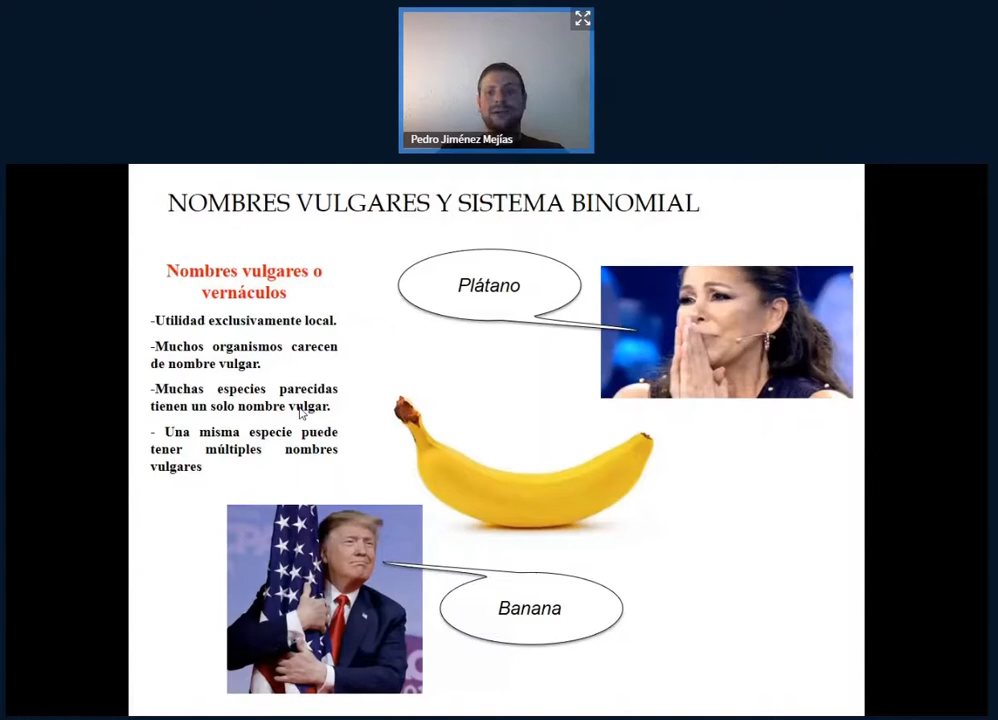 Pedro Jiménez Mejías
NOMBRES VULGARES Y SISTEMA BINOMIAL
Nombres vulgares o
vernáculos
-Utilidad exclusivamente local.
-Muchos organismos carecen
de nombre vulgar.
-Muchas especies parecidas
tienen un solo nombre vulgar.
- Una misma especie puede
tener múltiples nombres
vulgares
Plátano
Banana